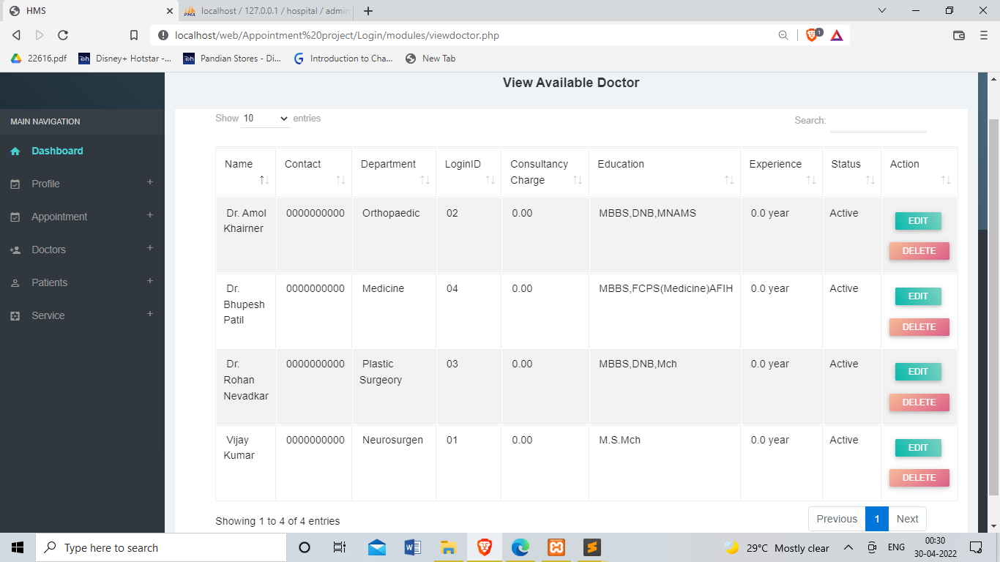 HMS
localhost / 127.0.0.1 / hospital / admin
localhost/web/Appointment%20project/Login/modules/viewdoctor.php
1
22616.pdf
Disney+ Hotstar -...
Pandian Stores - Di...
Introduction to Cha...
New Tab
View Available Doctor
MAIN NAVIGATION
Dashboard
Profile +
Appointment +
Doctors +
Patients +
Service +
Show 10 entries
Search:
Name Contact Department LoginID Consultancy Charge Education Experience Status Action
Dr. Amol Khairner 0000000000 Orthopaedic 02 0.00 MBBS,DNB,MNAMS 0.0 year Active EDIT
DELETE
Dr. Bhupesh Patil 0000000000 Medicine 04 0.00 MBBS,FCPS(Medicine)AFIH 0.0 year Active EDIT
DELETE
Dr. Rohan Nevadkar 0000000000 Plastic Surgeory 03 0.00 MBBS,DNB,Mch 0.0 year Active EDIT
DELETE
Vijay Kumar 0000000000 Neurosurgen 01 0.00 M.S.Mch 0.0 year Active EDIT
DELETE
Showing 1 to 4 of 4 entries
Previous 1 Next
Type here to search
29°C Mostly clear
ENG
00:30
30-04-2022